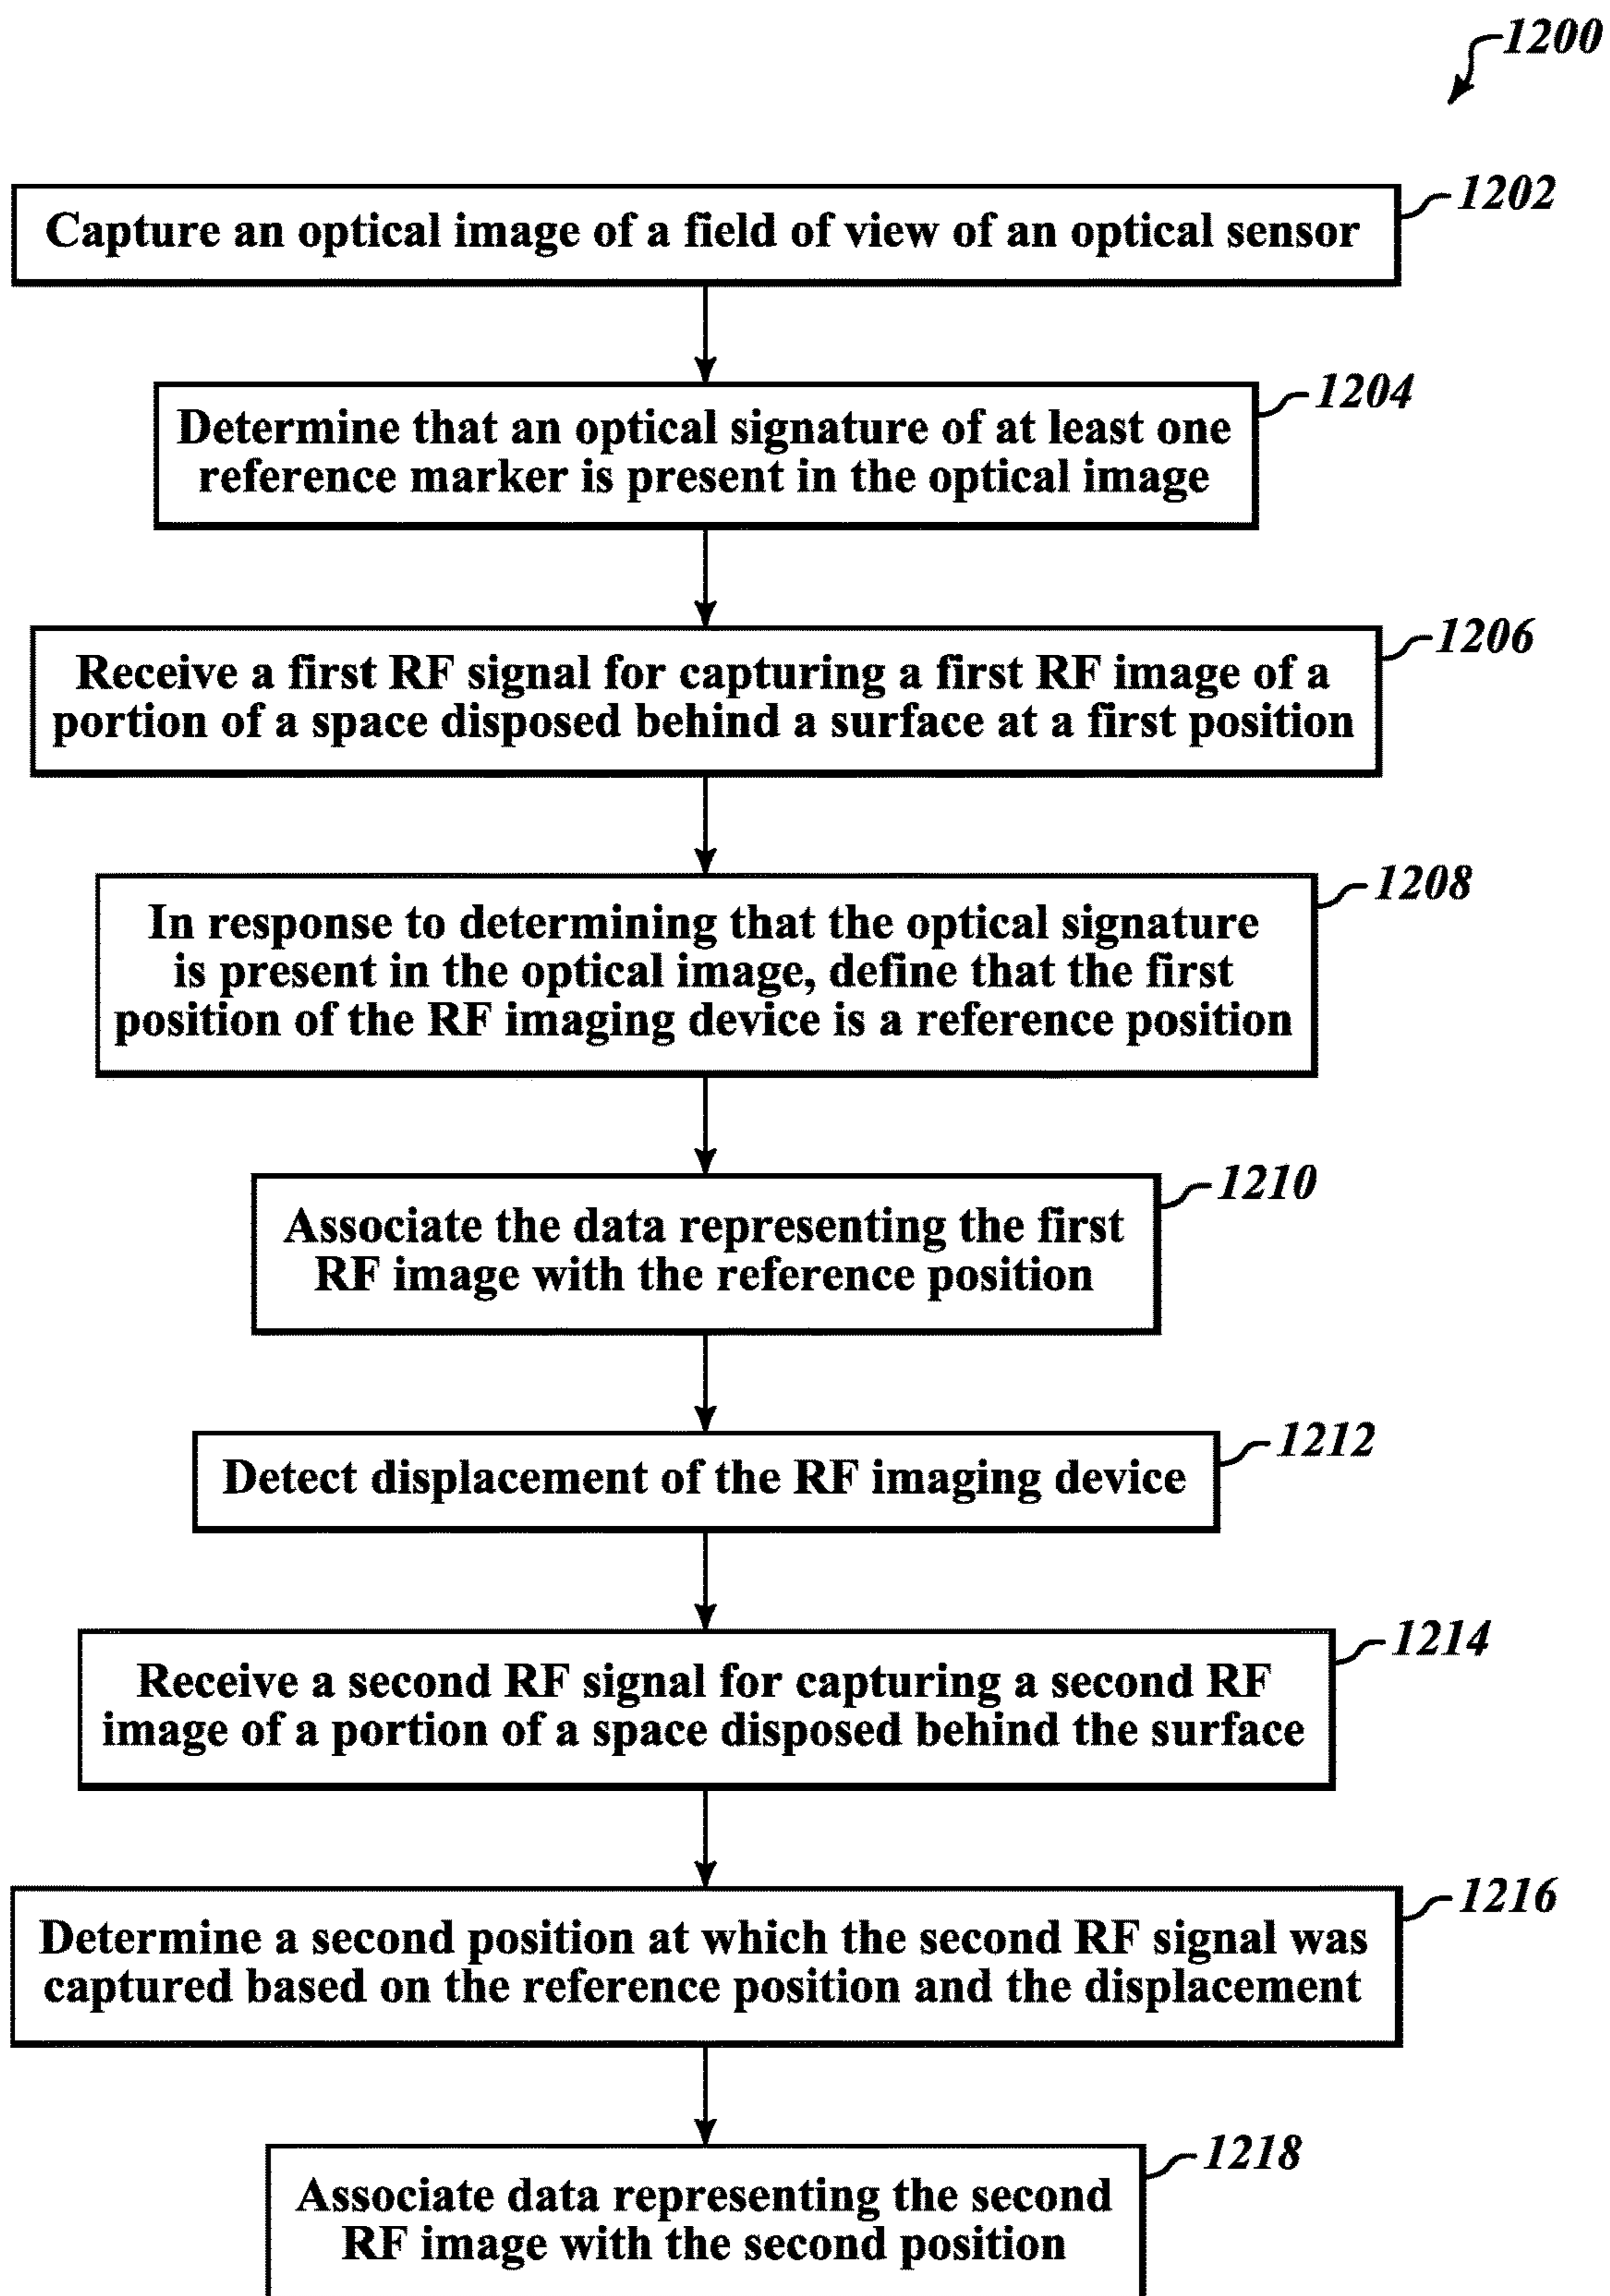 1200
1202
Capture an optical image of a field of view of an optical sensor
1204
Determine that an optical signature of at least one
reference marker is present in the optical image
1206
Receive a first RF signal for capturing a first RF image of a
portion of a space disposed behind a surface at a first position
1208
In response to determining that the optical signature
is present in the optical image, define that the first
position of the RF imaging device is a reference position
1210
Associate the data representing the first
RF image with the reference position
1212
Detect displacement of the RF imaging device
1214
Receive a second RF signal for capturing a second RF
image of a portion of a space disposed behind the surface
1216
Determine a second position at which the second RF signal was
captured based on the reference position and the displacement
1218
Associate data representing the second
RF image with the second position